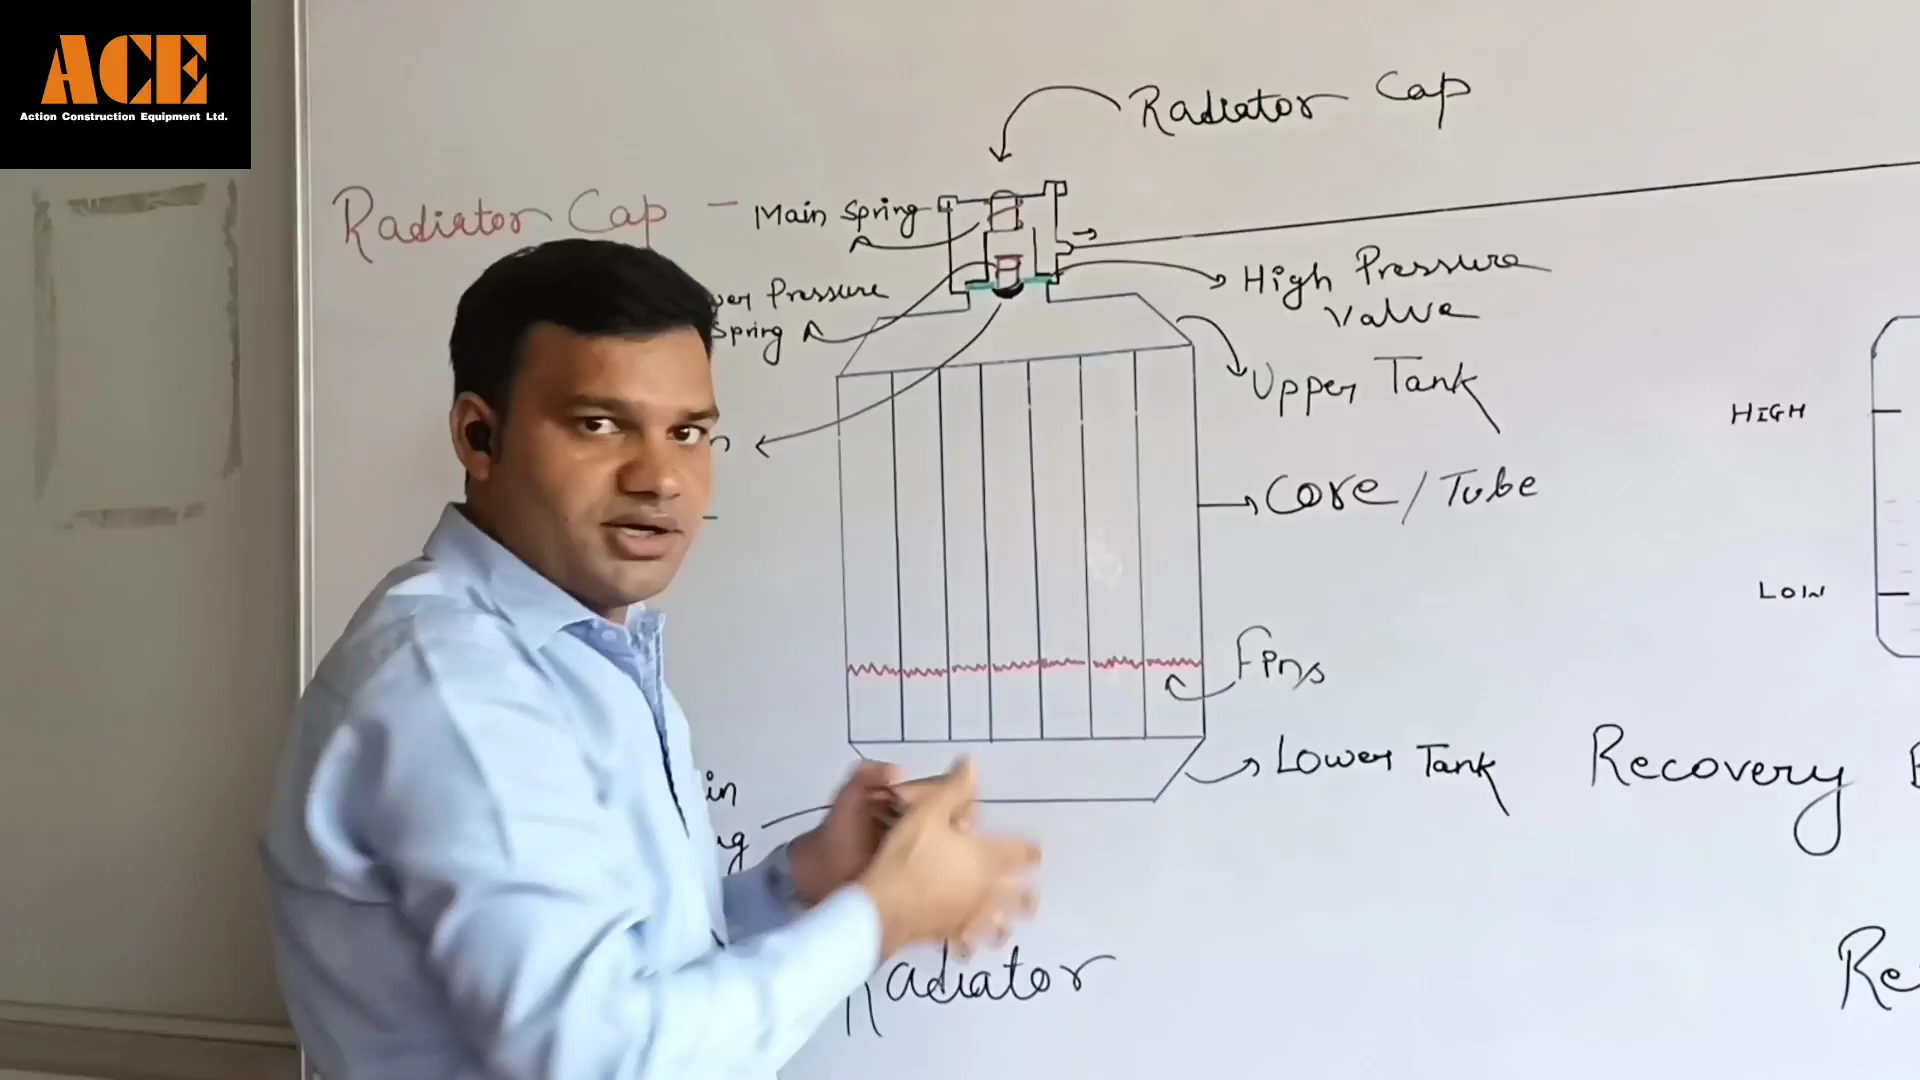 ACE
Action Construction Equipment Ltd.
Radiator Cap
Radiator Cap - Main Spring
Pressure
Spring
High Pressure
Valve
Upper Tank
HIGH
Core / Tube
LOW
Fins
Lower Tank
Recovery
Radiator